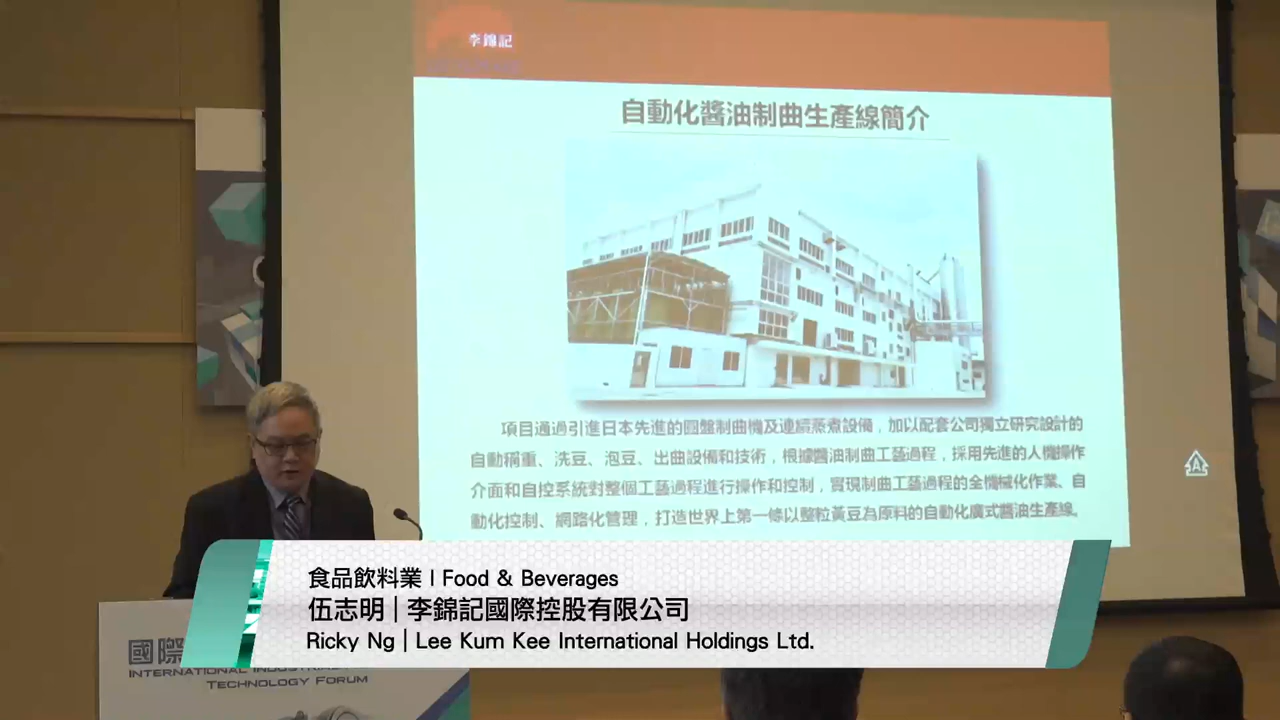 李錦記
自動化醬油制曲生產線簡介
項目通過引進日本先進的圓盤制曲機及連續蒸煮設備，加以配套公司獨立研究設計的
自動稱重、洗豆、泡豆、出曲設備和技術，根據醬油制曲工藝過程，採用先進的人機操作
介面和自控系統對整個工藝過程進行操作和控制，實現制曲工藝過程的全機械化作業、自
動化控制、網路化管理，打造世界上第一條以整粒黃豆為原料的自動化廣式醬油生產線。
食品飲料業 | Food & Beverages
伍志明 | 李錦記國際控股有限公司
Ricky Ng | Lee Kum Kee International Holdings Ltd.
國際
INTERNATIONAL
TECHNOLOGY FORUM